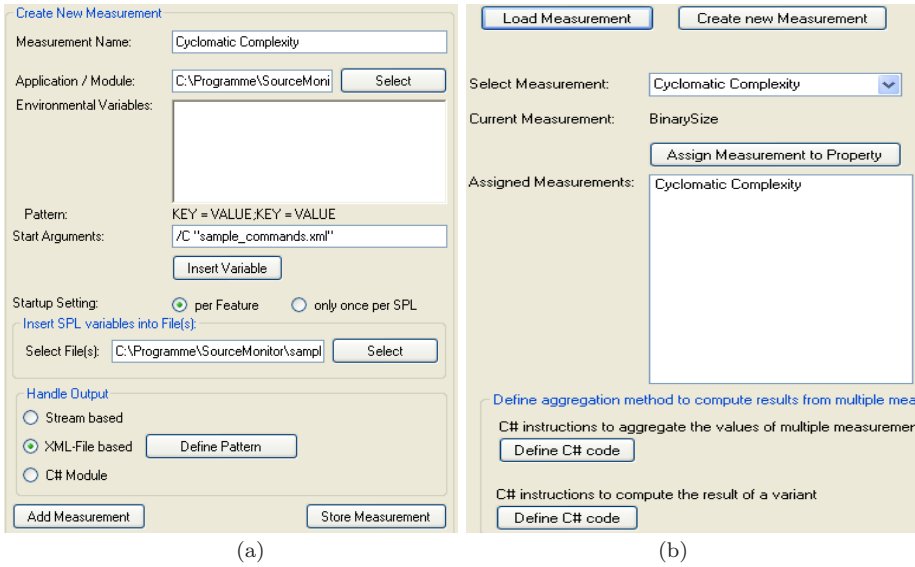 Create New Measurement
Measurement Name: Cyclomatic Complexity
Application / Module: C:\Programme\SourceMoni Select
Environmental Variables:
Pattern: KEY = VALUE;KEY = VALUE
Start Arguments: /C "sample_commands.xml"
Insert Variable
Startup Setting: per Feature only once per SPL
Insert SPL variables into File(s):
Select File(s): C:\Programme\SourceMonitor\sampl Select
Handle Output
Stream based
XML-File based Define Pattern
C# Module
Add Measurement Store Measurement
(a)
Load Measurement Create new Measurement
Select Measurement: Cyclomatic Complexity
Current Measurement: BinarySize
Assign Measurement to Property
Assigned Measurements: Cyclomatic Complexity
Define aggregation method to compute results from multiple mea
C# instructions to aggregate the values of multiple measuremen
Define C# code
C# instructions to compute the result of a variant
Define C# code
(b)